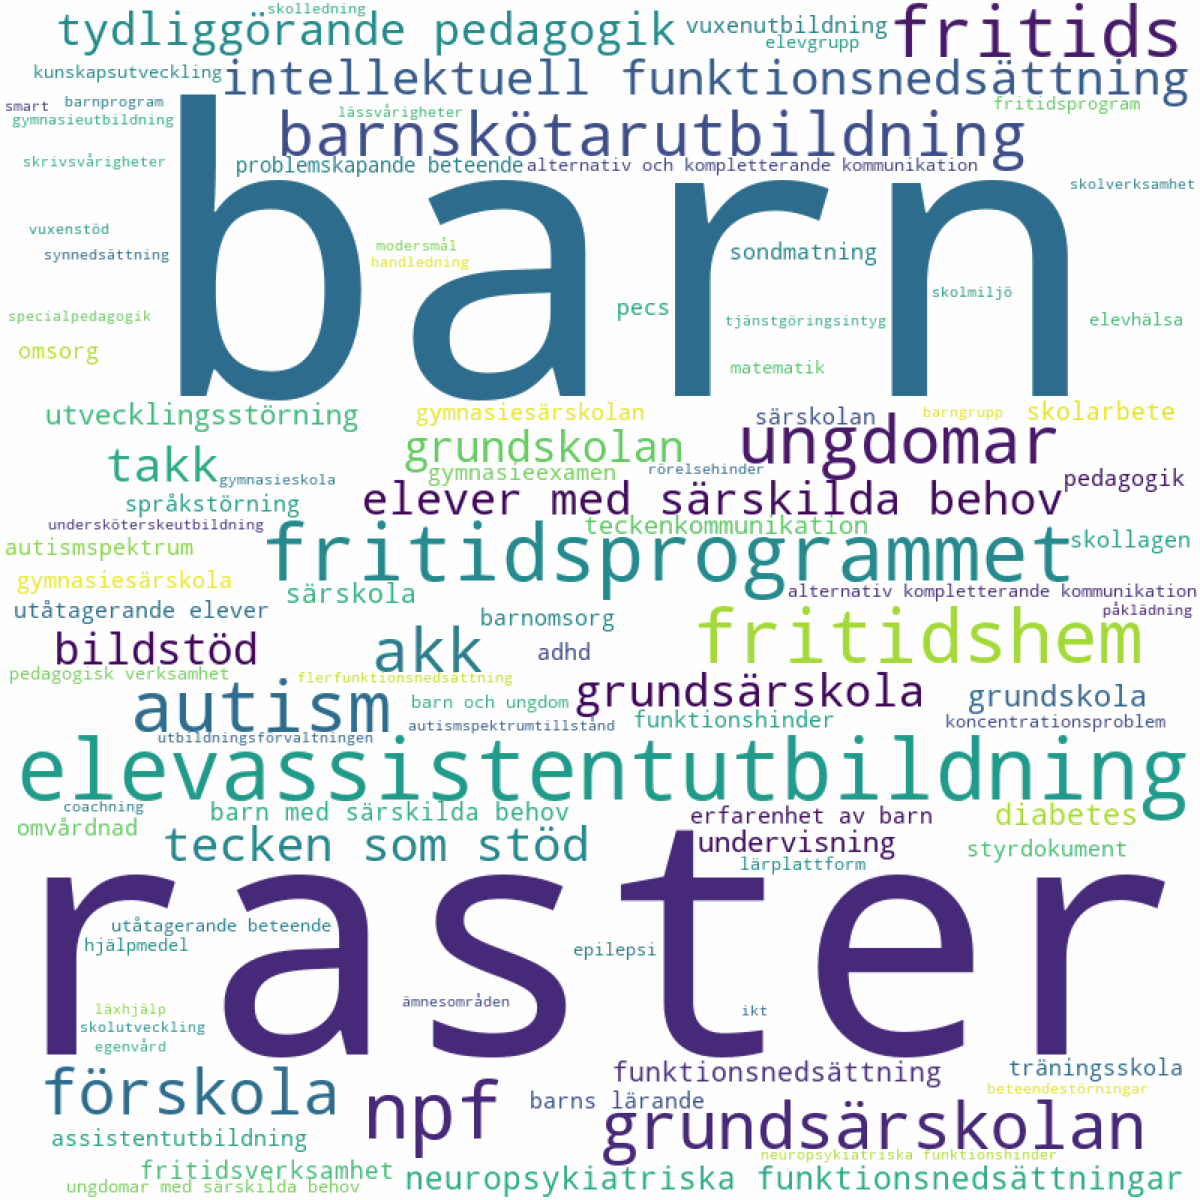 skolledning
tydliggörande pedagogik
vuxenutbildning
fritids
elevgrupp
kunskapsutveckling
intellektuell funktionsnedsättning
smart
barnprogram
lässvårigheter
fritidsprogram
gymnasieutbildning
barnskötarutbildning
skrivsvårigheter
problemskapande beteende
alternativ och kompletterande kommunikation
skolverksamhet
barn
vuxenstöd
modersmål
synnedsättning
handledning
sondmatning
skolmiljö
pecs
specialpedagogik
tjänstgöringsintyg
elevhälsa
omsorg
matematik
utvecklingsstörning
gymnasiesärskolan
särskolan
barngrupp
skolarbete
grundskolan
ungdomar
takk
gymnasieskola
gymnasieexamen
rörelsehinder
pedagogik
språkstörning
elever med särskilda behov
undersköterskeutbildning
teckenkommunikation
autismspektrum
fritidsprogrammet
skollagen
gymnasiesärskola
särskola
alternativ kompletterande kommunikation
utåtagerande elever
barnomsorg
påklädning
bildstöd
akk
adhd
fritidshem
pedagogisk verksamhet
flerfunktionsnedsättning
autism
barn och ungdom
grundsärskola
grundskola
utbildningsförvaltningen
autismspektrumtillstånd
funktionshinder
koncentrationsproblem
elevassistentutbildning
coachning
barn med särskilda behov
erfarenhet av barn
diabetes
omvårdnad
tecken som stöd
undervisning
styrdokument
lärplattform
raster
utåtagerande beteende
hjälpmedel
epilepsi
läxhjälp
ämnesområden
ikt
skolutveckling
egenvård
funktionsnedsättning
träningsskola
förskola
npf
barns lärande
beteendestörningar
grundsärskolan
assistentutbildning
neuropsykiatriska funktionshinder
fritidsverksamhet
neuropsykiatriska funktionsnedsättningar
ungdomar med särskilda behov